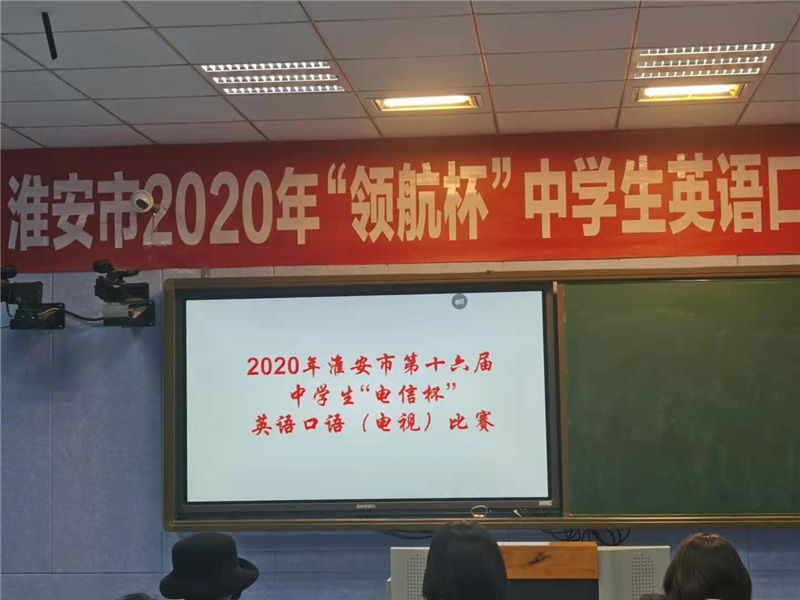 淮安市2020年“领航杯”中学生英语口
2020年淮安市第十六届
中学生“电信杯”
英语口语（电视）比赛